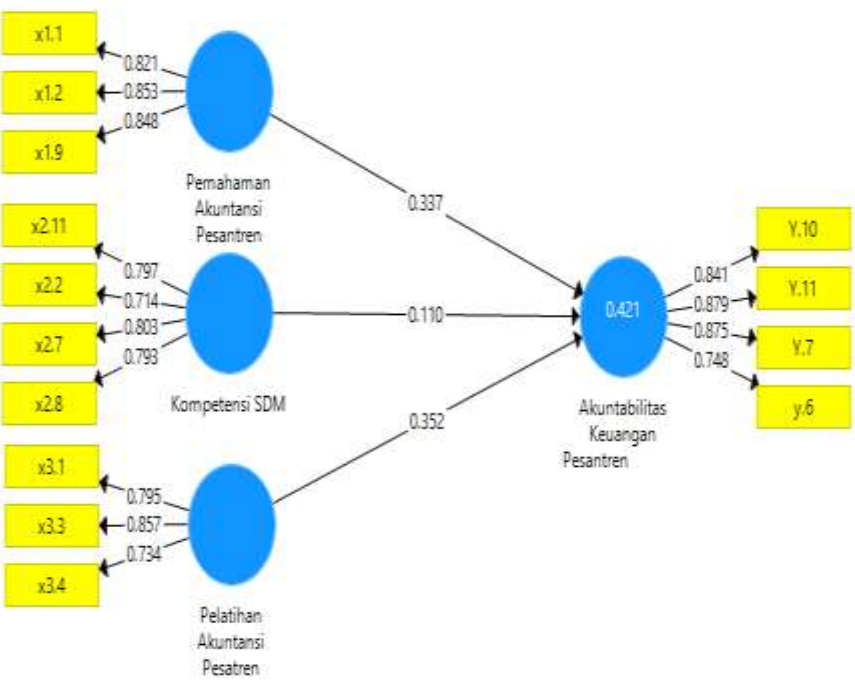 x1.1
0.821
x1.2
0.853
0.848
x1.9
Pemahaman
Akuntansi
Pesantren
0.337
x2.11
0.797
x2.2
0.714
0.803
x2.7
0.793
x2.8
Kompetensi SDM
0.110
x3.1
0.795
x3.3
0.857
0.734
x3.4
Pelatihan
Akuntansi
Pesatren
0.352
0.421
Akuntabilitas
Keuangan
Pesantren
Y.10
0.841
Y.11
0.879
0.875
Y.7
0.748
y.6